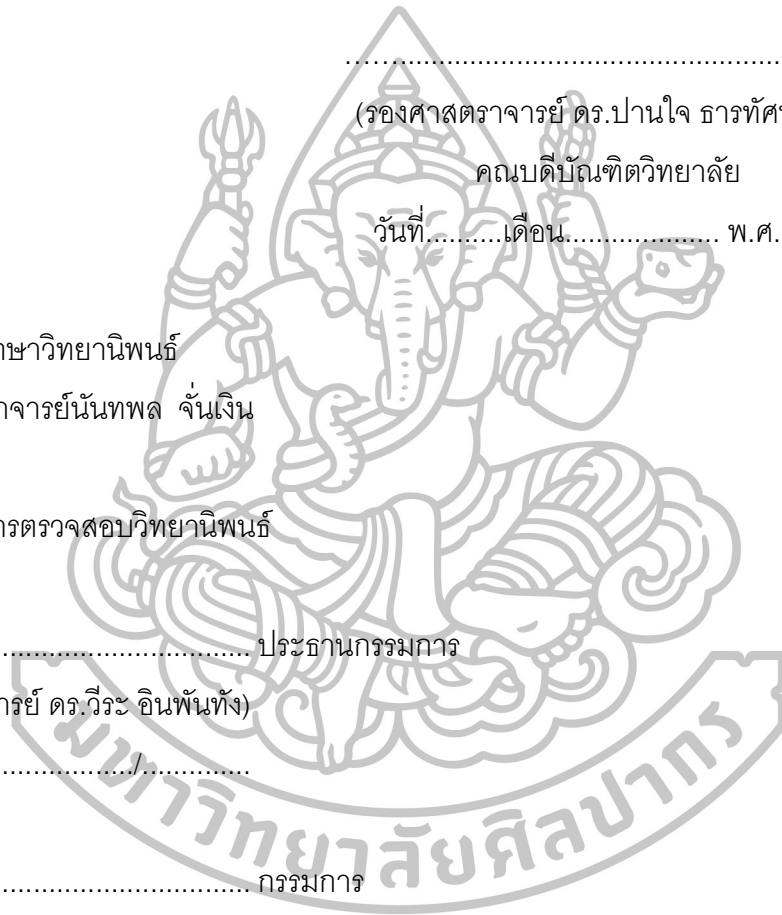 .....................................................
(รองศาสตราจารย์ ดร.ปานใจ ธารทัศ
คณบดีบัณฑิตวิทยาลัย
วันที่..........เดือน.................... พ.ศ.
าษาวิทยานิพนธ์
าจารย์นันทพล จั่นเงิน
ารตรวจสอบวิทยานิพนธ์
................................ ประธานกรรมการ
ารย์ ดร.วีระ อินพันทัง)
................./..............
................................ กรรมการ
มหาวิทยาลัยศิลปากร